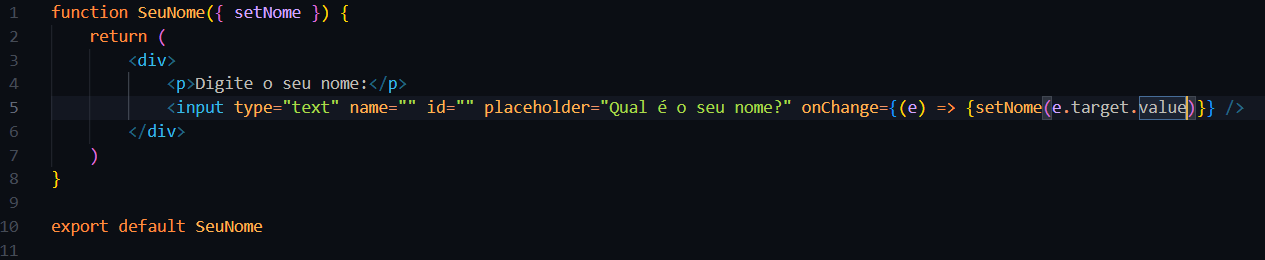 1 function SeuNome({ setNome }) {
2 return (
3 <div>
4 <p>Digite o seu nome:</p>
5 <input type="text" name="" id="" placeholder="Qual é o seu nome?" onChange={(e) => {setNome(e.target.value)}} />
6 </div>
7 )
8 }
9
10 export default SeuNome
11